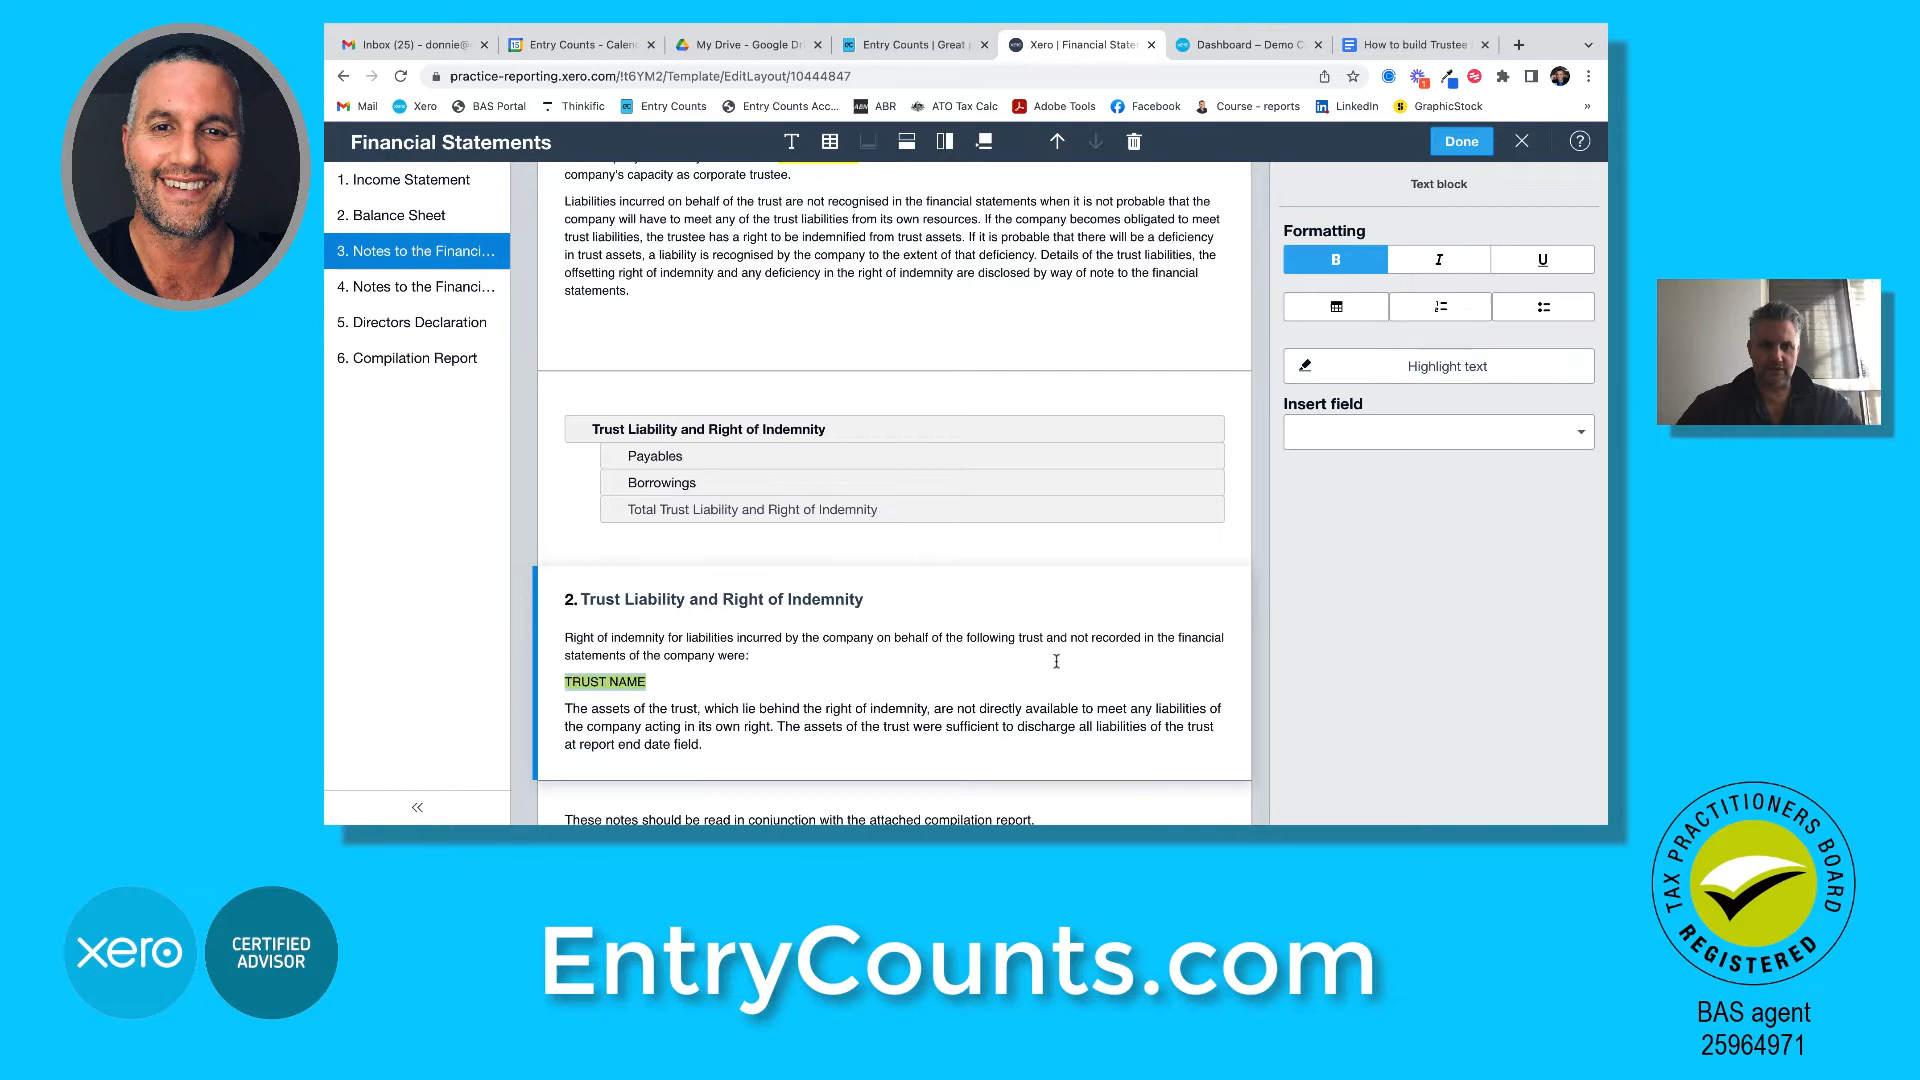 Inbox (25) - donnie@
Entry Counts - Calen
My Drive - Google Dr
Entry Counts | Great
Xero | Financial State
Dashboard – Demo C
How to build Trustee
practice-reporting.xero.com/!t6YM2/Template/EditLayout/10444847
Mail
Xero
BAS Portal
Thinkific
Entry Counts
Entry Counts Acc...
ABN
ABR
ATO Tax Calc
Adobe Tools
Facebook
Course - reports
LinkedIn
GraphicStock
Financial Statements
Done
1. Income Statement
2. Balance Sheet
3. Notes to the Financi...
4. Notes to the Financi...
5. Directors Declaration
6. Compilation Report
company's capacity as corporate trustee.
Liabilities incurred on behalf of the trust are not recognised in the financial statements when it is not probable that the
company will have to meet any of the trust liabilities from its own resources. If the company becomes obligated to meet
trust liabilities, the trustee has a right to be indemnified from trust assets. If it is probable that there will be a deficiency
in trust assets, a liability is recognised by the company to the extent of that deficiency. Details of the trust liabilities, the
offsetting right of indemnity and any deficiency in the right of indemnity are disclosed by way of note to the financial
statements.
Trust Liability and Right of Indemnity
Payables
Borrowings
Total Trust Liability and Right of Indemnity
2. Trust Liability and Right of Indemnity
Right of indemnity for liabilities incurred by the company on behalf of the following trust and not recorded in the financial
statements of the company were:
TRUST NAME
The assets of the trust, which lie behind the right of indemnity, are not directly available to meet any liabilities of
the company acting in its own right. The assets of the trust were sufficient to discharge all liabilities of the trust
at report end date field.
These notes should be read in conjunction with the attached compilation report.
Text block
Formatting
B
I
U
Highlight text
Insert field
xero
CERTIFIED
ADVISOR
EntryCounts.com
TAX PRACTITIONERS BOARD
REGISTERED
BAS agent
25964971